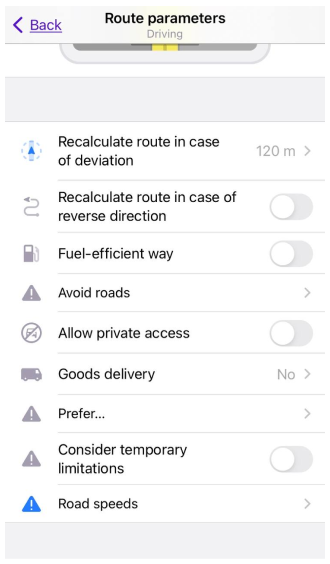 Back
Route parameters
Driving
Recalculate route in case
of deviation
120 m
Recalculate route in case of
reverse direction
Fuel-efficient way
Avoid roads
Allow private access
Goods delivery
No
Prefer...
Consider temporary
limitations
Road speeds